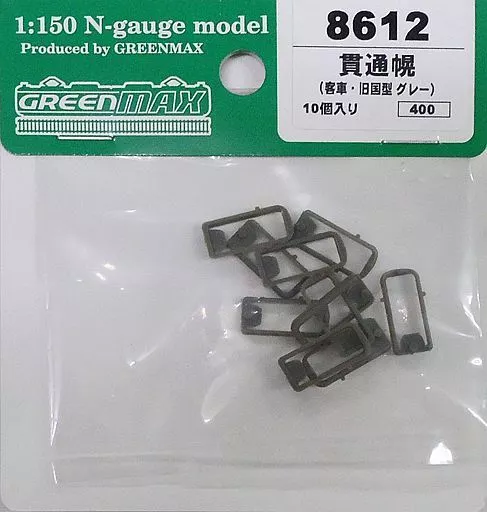 1:150 N-gauge model
Produced by GREENMAX
GREENMAX
8612
貫通幌
(客車・旧国型 グレー)
10個入り 400